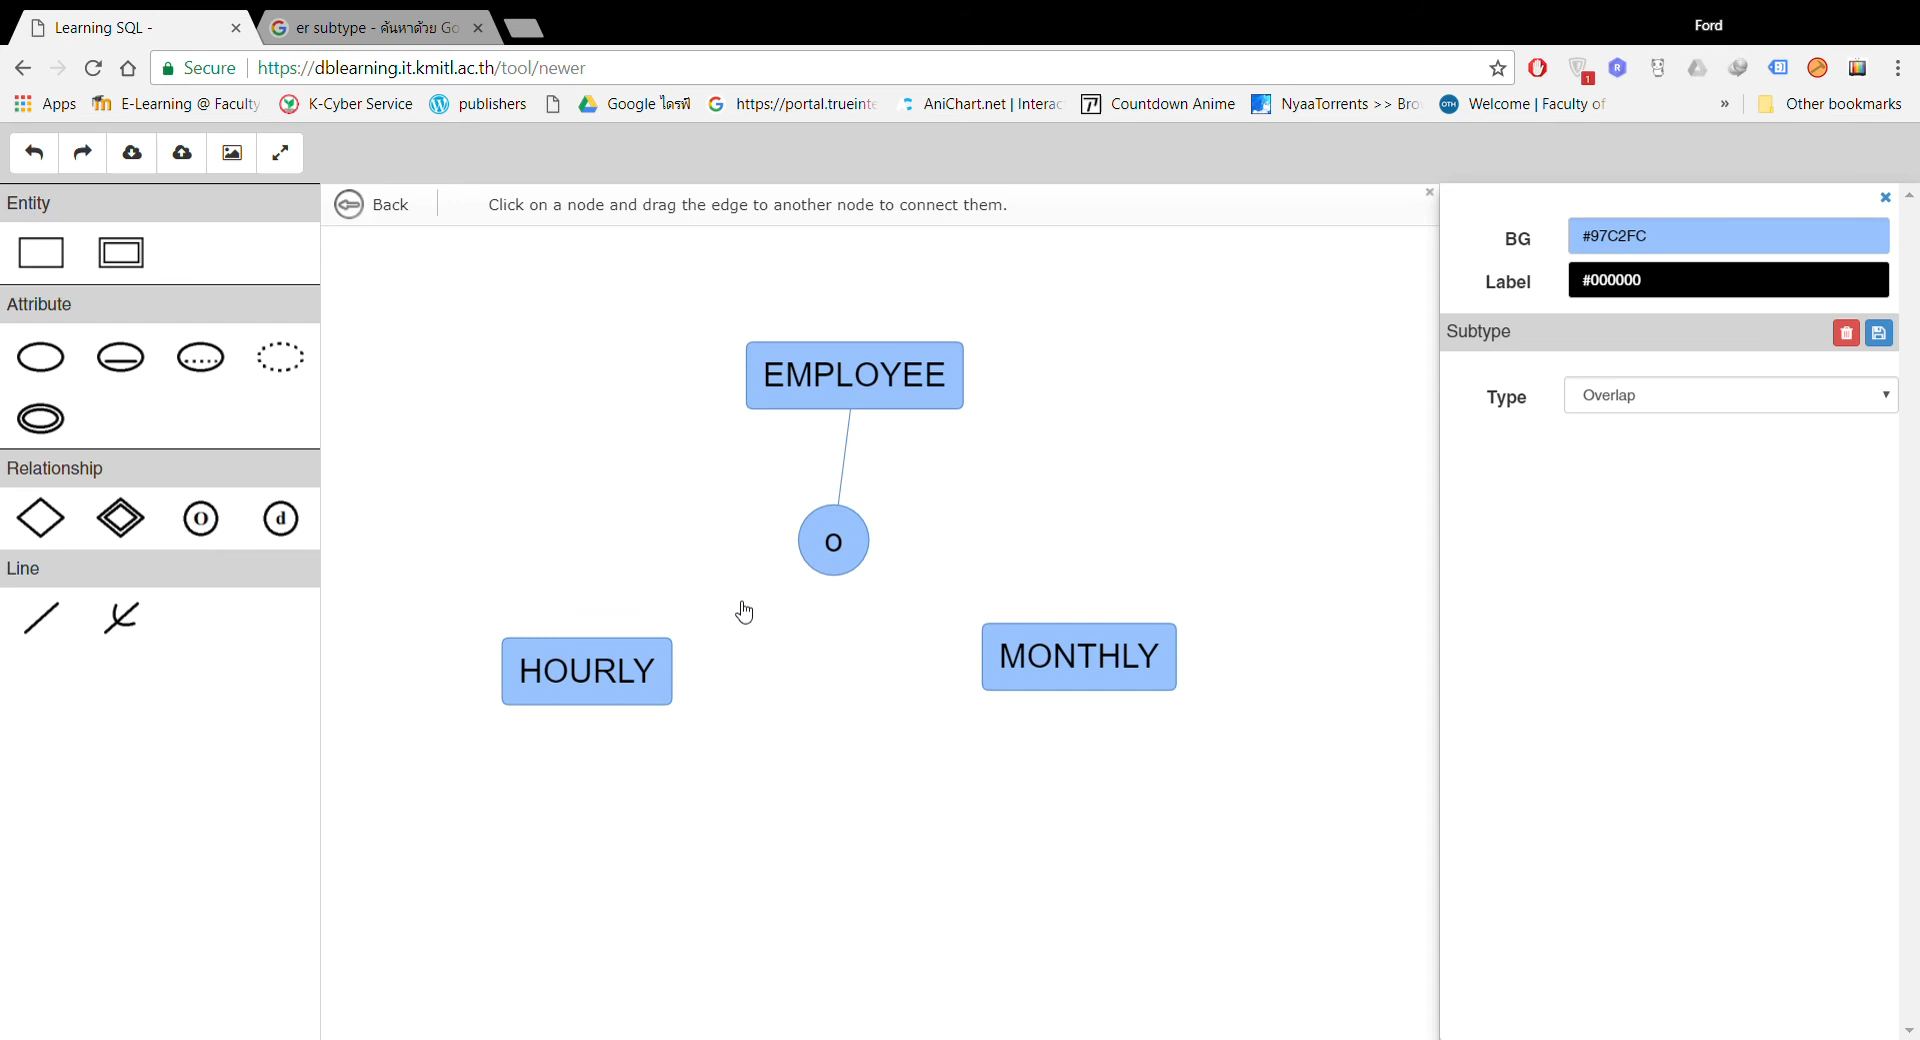 Learning SQL -
er subtype - ค้นหาด้วย Go
Ford
Secure
https://dblearning.it.kmitl.ac.th/tool/newer
1
Apps
E-Learning @ Faculty
K-Cyber Service
publishers
Google ไดรฟ์
https://portal.trueinte
AniChart.net | Interac
Countdown Anime
NyaaTorrents >> Bro
Welcome | Faculty of
»
Other bookmarks
Entity
Attribute
Relationship
O
d
Line
Back
Click on a node and drag the edge to another node to connect them.
EMPLOYEE
o
HOURLY
MONTHLY
BG
#97C2FC
Label
#000000
Subtype
Type
Overlap